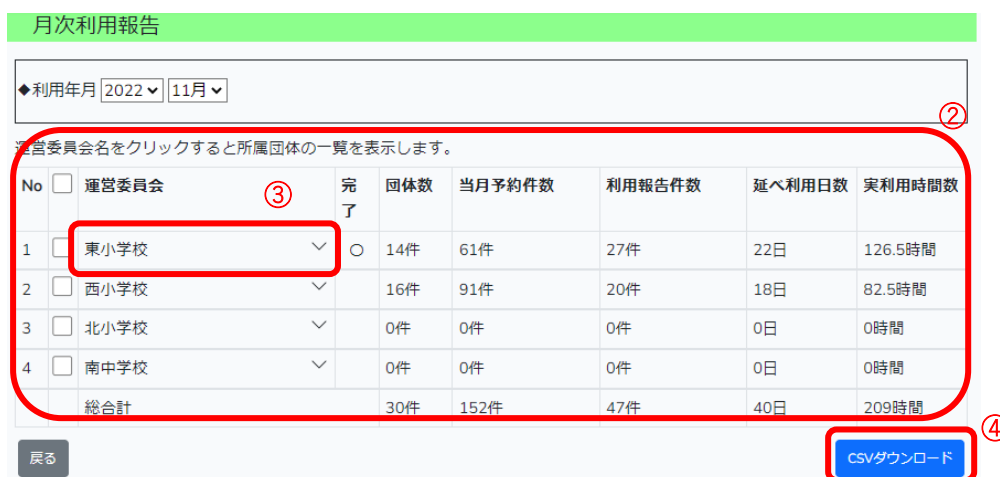 月次利用報告
◆利用年月 2022 11月
②
運営委員会名をクリックすると所属団体の一覧を表示します。
No 運営委員会 ③ 完了 団体数 当月予約件数 利用報告件数 延べ利用日数 実利用時間数
1 東小学校 〇 14件 61件 27件 22日 126.5時間
2 西小学校 16件 91件 20件 18日 82.5時間
3 北小学校 0件 0件 0件 0日 0時間
4 南中学校 0件 0件 0件 0日 0時間
総合計 30件 152件 47件 40日 209時間
④
戻る CSVダウンロード